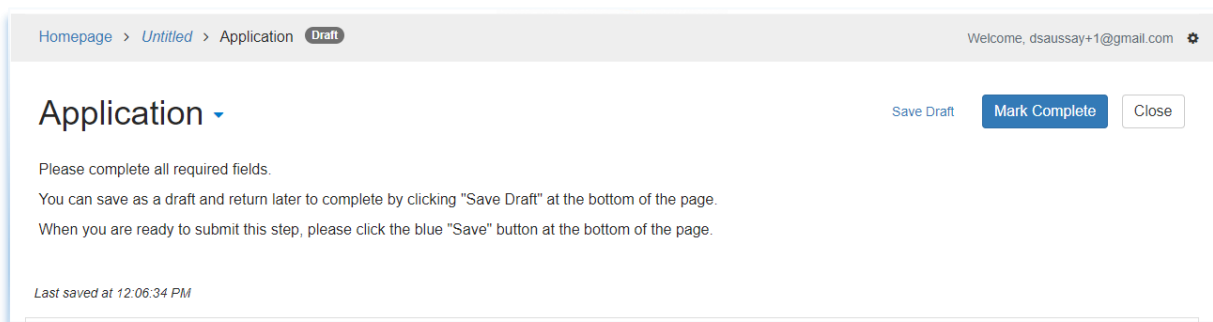 Homepage > Untitled > Application Draft
Welcome, dsaussay+1@gmail.com
Application
Save Draft
Mark Complete
Close
Please complete all required fields.
You can save as a draft and return later to complete by clicking "Save Draft" at the bottom of the page.
When you are ready to submit this step, please click the blue "Save" button at the bottom of the page.
Last saved at 12:06:34 PM